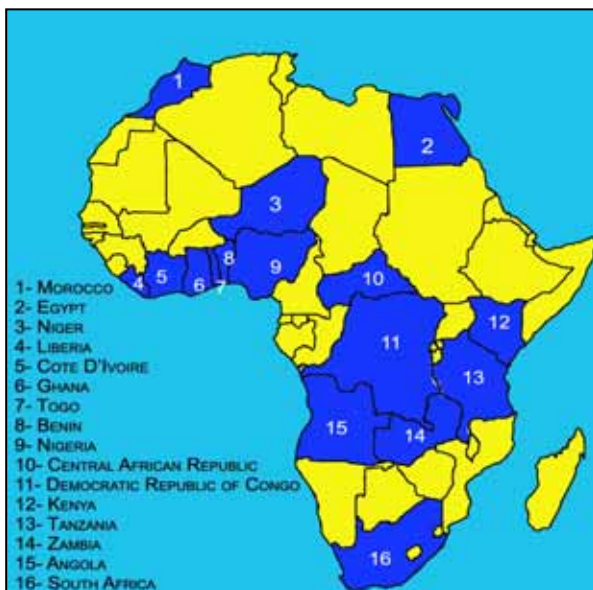 1
2
3
4
5
6
7
8
9
10
11
12
13
14
15
16
1- MOROCCO
2- EGYPT
3- NIGER
4- LIBERIA
5- COTE D'IVOIRE
6- GHANA
7- TOGO
8- BENIN
9- NIGERIA
10- CENTRAL AFRICAN REPUBLIC
11- DEMOCRATIC REPUBLIC OF CONGO
12- KENYA
13- TANZANIA
14- ZAMBIA
15- ANGOLA
16- SOUTH AFRICA